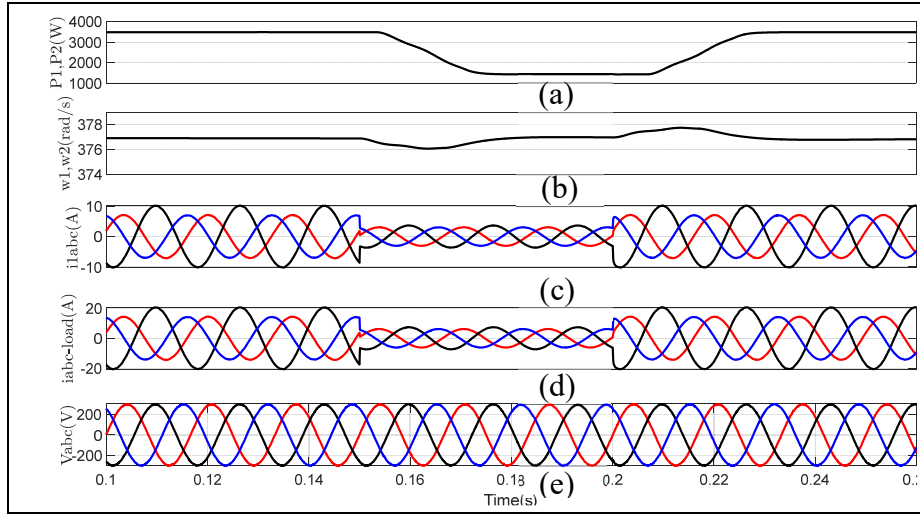 P1,P2(W)
4000
3000
2000
1000
(a)
w1,w2(rad/s)
378
376
374
(b)
i1abc(A)
10
0
-10
(c)
iabc-load(A)
20
0
-20
(d)
Vabc(V)
200
0
-200
0.1
0.12
0.14
0.16
0.18
0.2
0.22
0.24
(e)
Time(s)